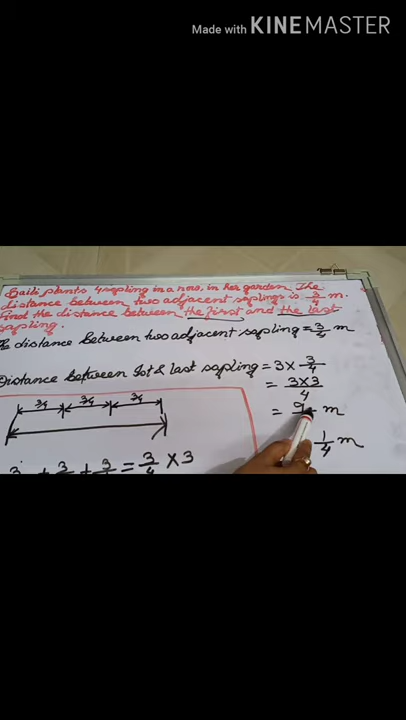 Made with KINEMASTER
Saili plants 4 sapling in a row, in her garden. The
distance between two adjacent saplings is 3/4 m.
Find the distance between the first and the last
sapling.
distance between two adjacent sapling = 3/4 m
Distance between 1st & last sapling = 3 × 3/4
= 3×3/4
= 9 m
1/4 m
3/4 3/4 3/4
+ 3 + 3 = 3/4 × 3